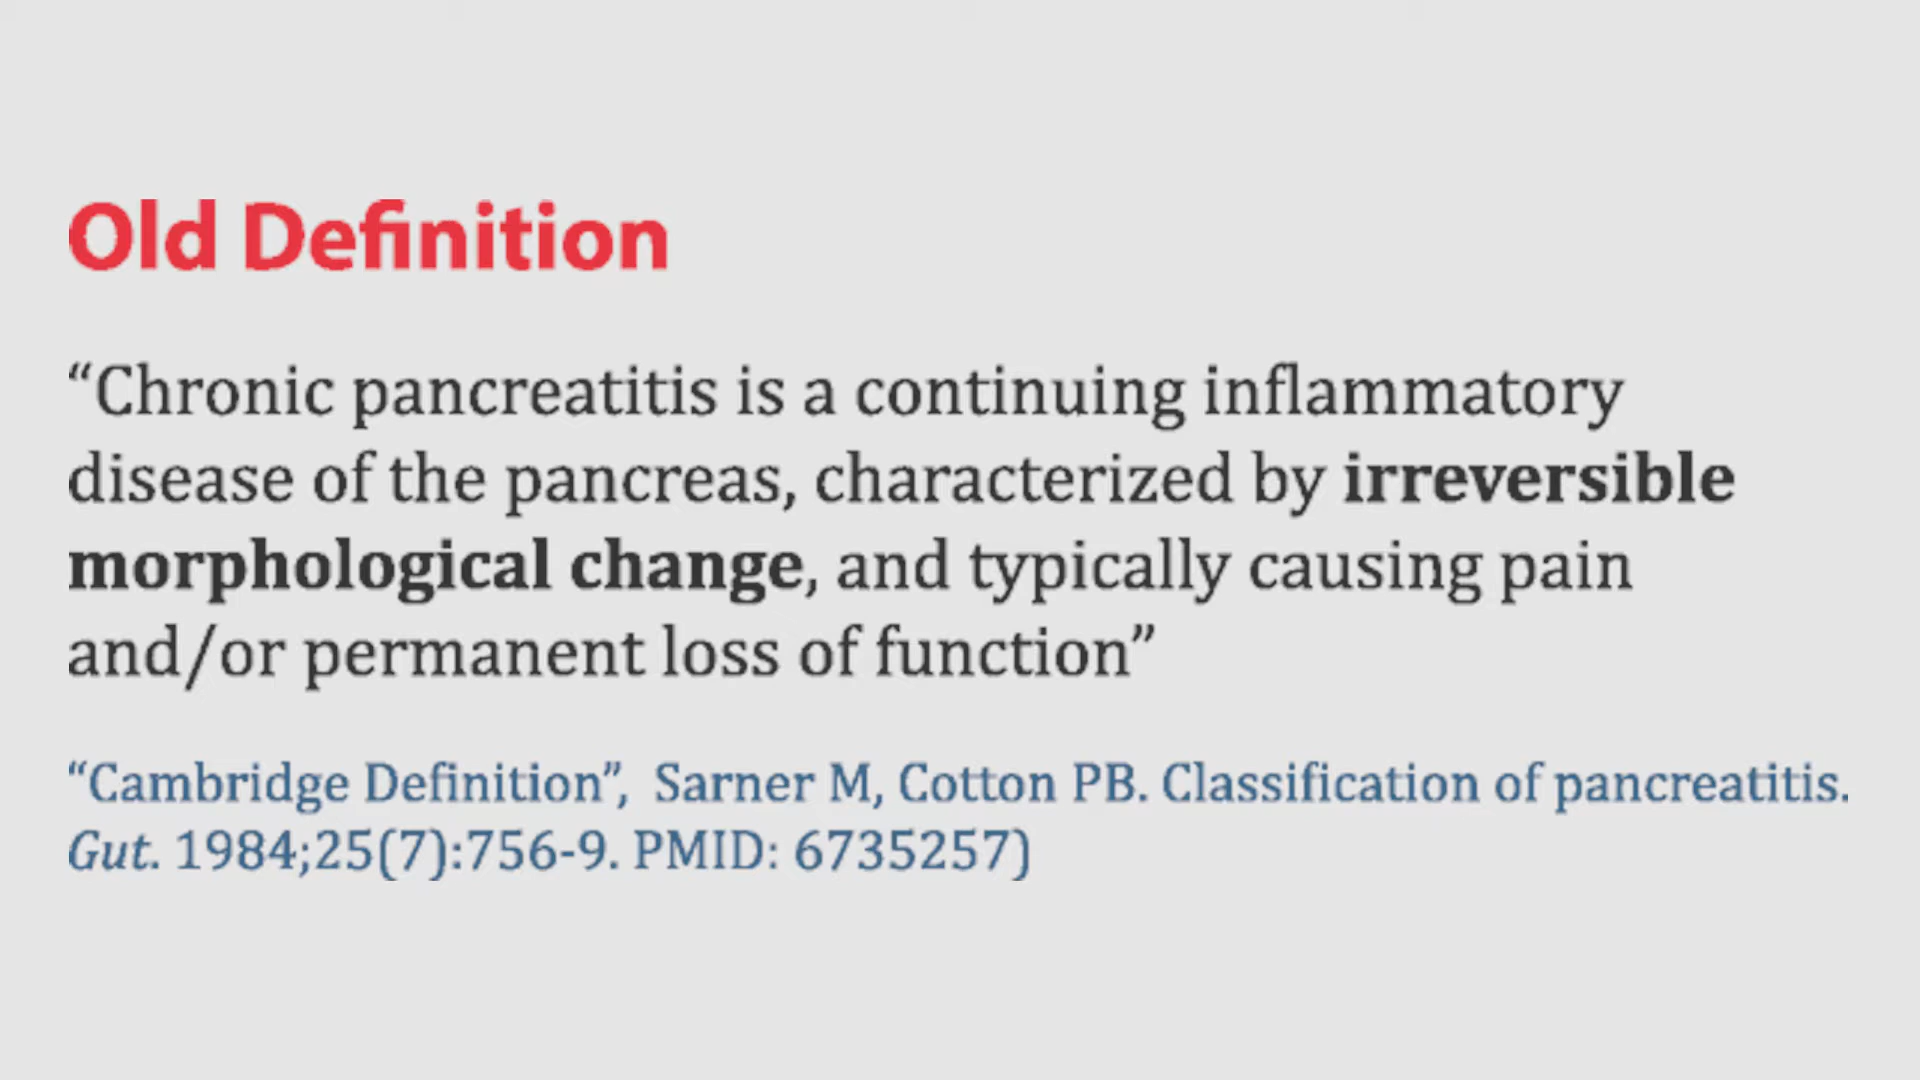 Old Definition
“Chronic pancreatitis is a continuing inflammatory
disease of the pancreas, characterized by irreversible
morphological change, and typically causing pain
and/or permanent loss of function”
“Cambridge Definition”, Sarner M, Cotton PB. Classification of pancreatitis.
Gut. 1984;25(7):756-9. PMID: 6735257)